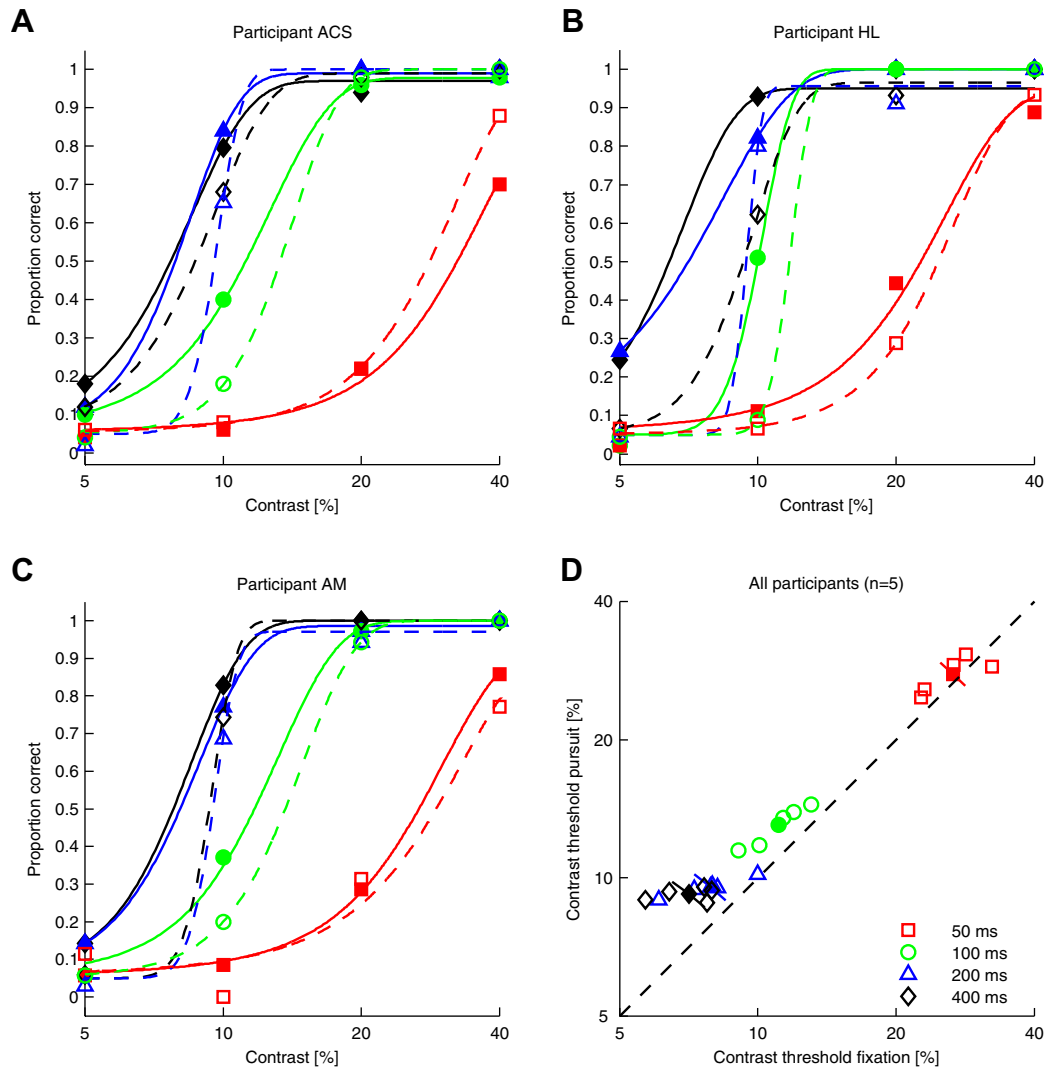 A
Participant ACS
1
0.9
0.8
0.7
0.6
0.5
0.4
0.3
0.2
0.1
0
Proportion correct
5 10 20 40
Contrast [%]
B
Participant HL
1
0.9
0.8
0.7
0.6
0.5
0.4
0.3
0.2
0.1
0
Proportion correct
5 10 20 40
Contrast [%]
C
Participant AM
1
0.9
0.8
0.7
0.6
0.5
0.4
0.3
0.2
0.1
0
Proportion correct
5 10 20 40
Contrast [%]
D
All participants (n=5)
40
20
10
5
Contrast threshold pursuit [%]
50 ms
100 ms
200 ms
400 ms
5 10 20 40
Contrast threshold fixation [%]